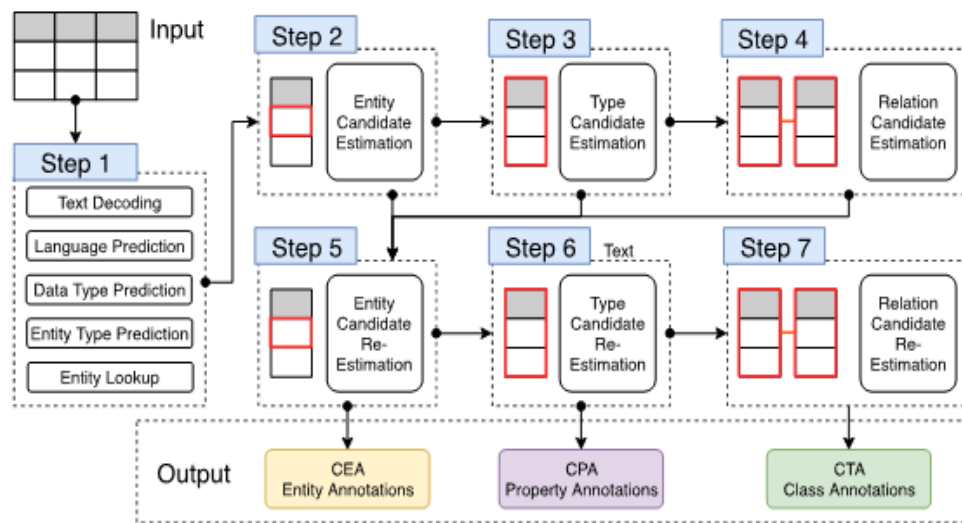 Input
Step 1
Text Decoding
Language Prediction
Data Type Prediction
Entity Type Prediction
Entity Lookup
Step 2
Entity
Candidate
Estimation
Step 3
Type
Candidate
Estimation
Step 4
Relation
Candidate
Estimation
Step 5
Entity
Candidate
Re-
Estimation
Step 6
Text
Type
Candidate
Re-
Estimation
Step 7
Relation
Candidate
Re-
Estimation
Output
CEA
Entity Annotations
CPA
Property Annotations
CTA
Class Annotations